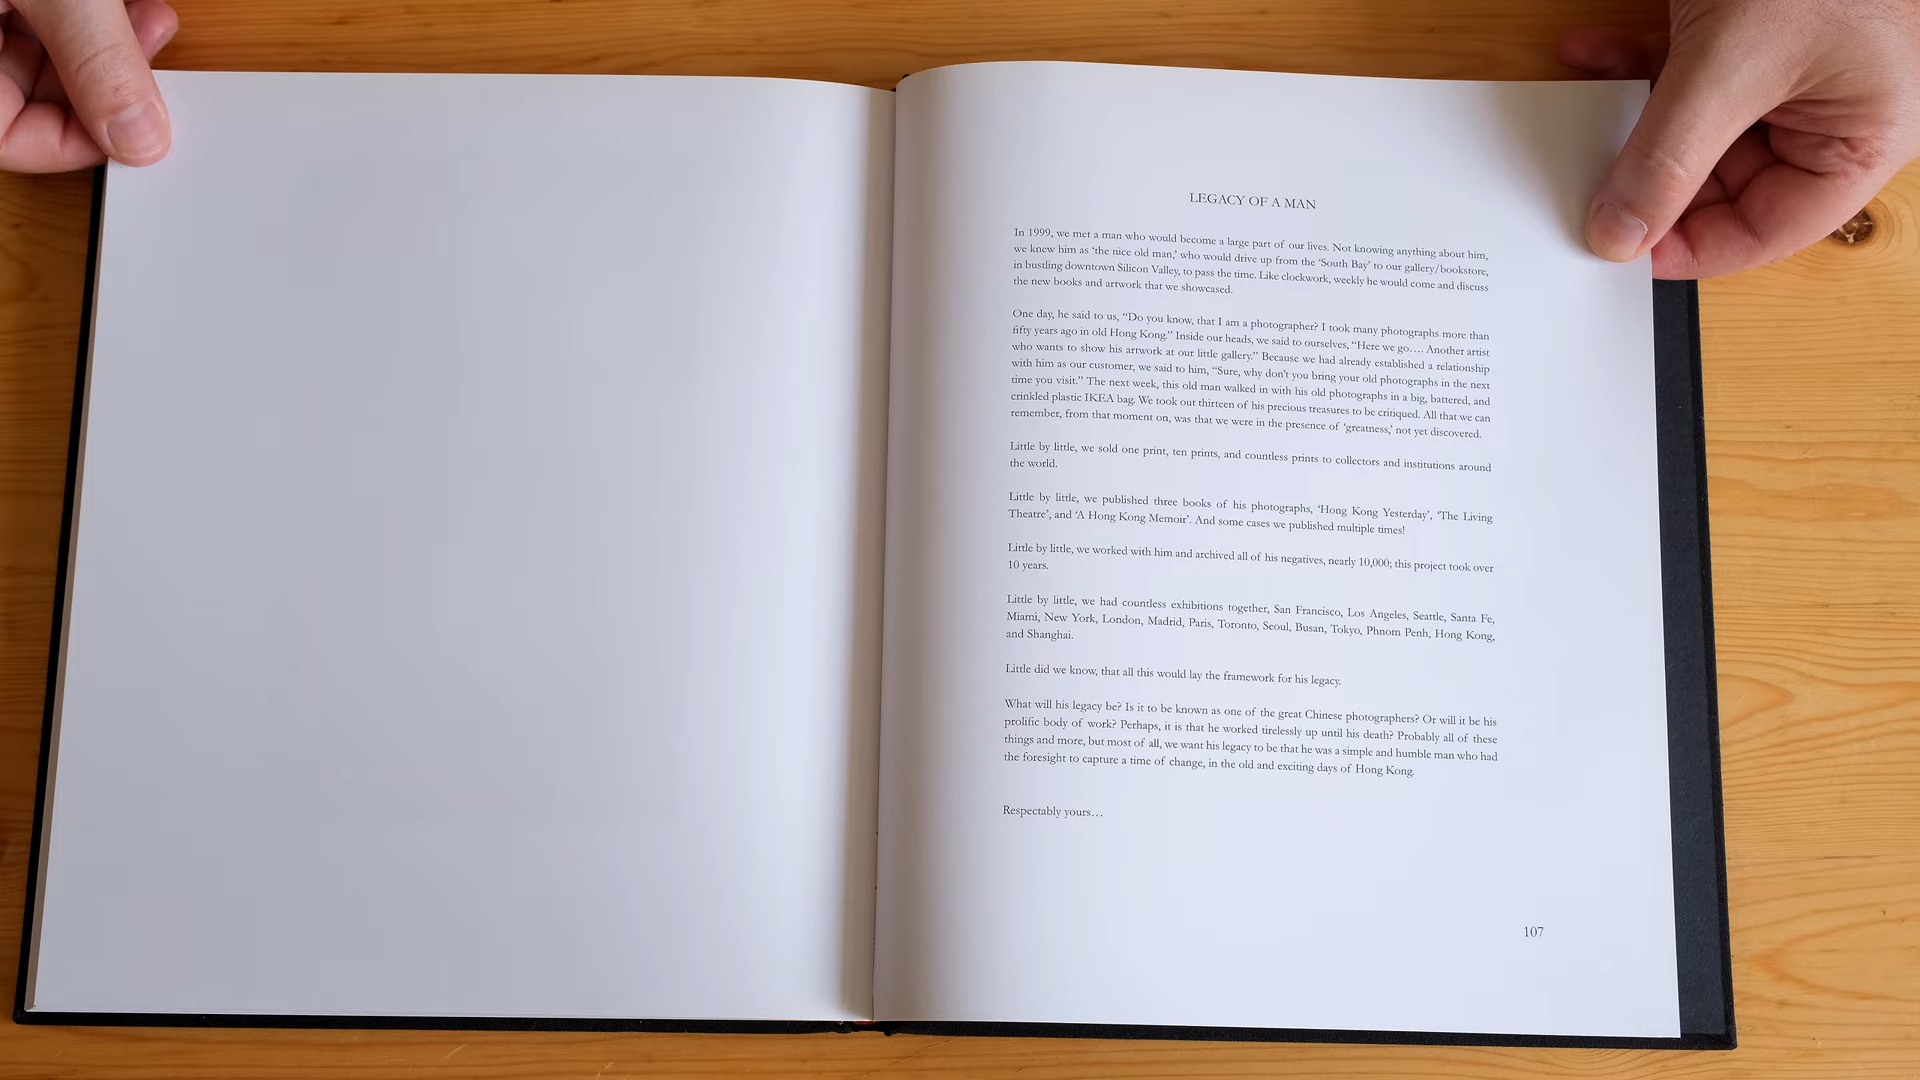 LEGACY OF A MAN
In 1999, we met a man who would become a large part of our lives. Not knowing anything about him,
we knew him as ‘the nice old man,’ who would drive up from the ‘South Bay’ to our gallery/bookstore,
in bustling downtown Silicon Valley, to pass the time. Like clockwork, weekly he would come and discuss
the new books and artwork that we showcased.
One day, he said to us, “Do you know, that I am a photographer? I took many photographs more than
fifty years ago in old Hong Kong.” Inside our heads, we said to ourselves, “Here we go…. Another artist
who wants to show his artwork at our little gallery.” Because we had already established a relationship
with him as our customer, we said to him, “Sure, why don’t you bring your old photographs in the next
time you visit.” The next week, this old man walked in with his old photographs in a big, battered, and
crinkled plastic IKEA bag. We took out thirteen of his precious treasures to be critiqued. All that we can
remember, from that moment on, was that we were in the presence of ‘greatness,’ not yet discovered.
Little by little, we sold one print, ten prints, and countless prints to collectors and institutions around
the world.
Little by little, we published three books of his photographs, ‘Hong Kong Yesterday’, ‘The Living
Theatre’, and ‘A Hong Kong Memoir’. And some cases we published multiple times!
Little by little, we worked with him and archived all of his negatives, nearly 10,000; this project took over
10 years.
Little by little, we had countless exhibitions together, San Francisco, Los Angeles, Seattle, Santa Fe,
Miami, New York, London, Madrid, Paris, Toronto, Seoul, Busan, Tokyo, Phnom Penh, Hong Kong,
and Shanghai.
Little did we know, that all this would lay the framework for his legacy.
What will his legacy be? Is it to be known as one of the great Chinese photographers? Or will it be his
prolific body of work? Perhaps, it is that he worked tirelessly up until his death? Probably all of these
things and more, but most of all, we want his legacy to be that he was a simple and humble man who had
the foresight to capture a time of change, in the old and exciting days of Hong Kong.
Respectably yours…
107